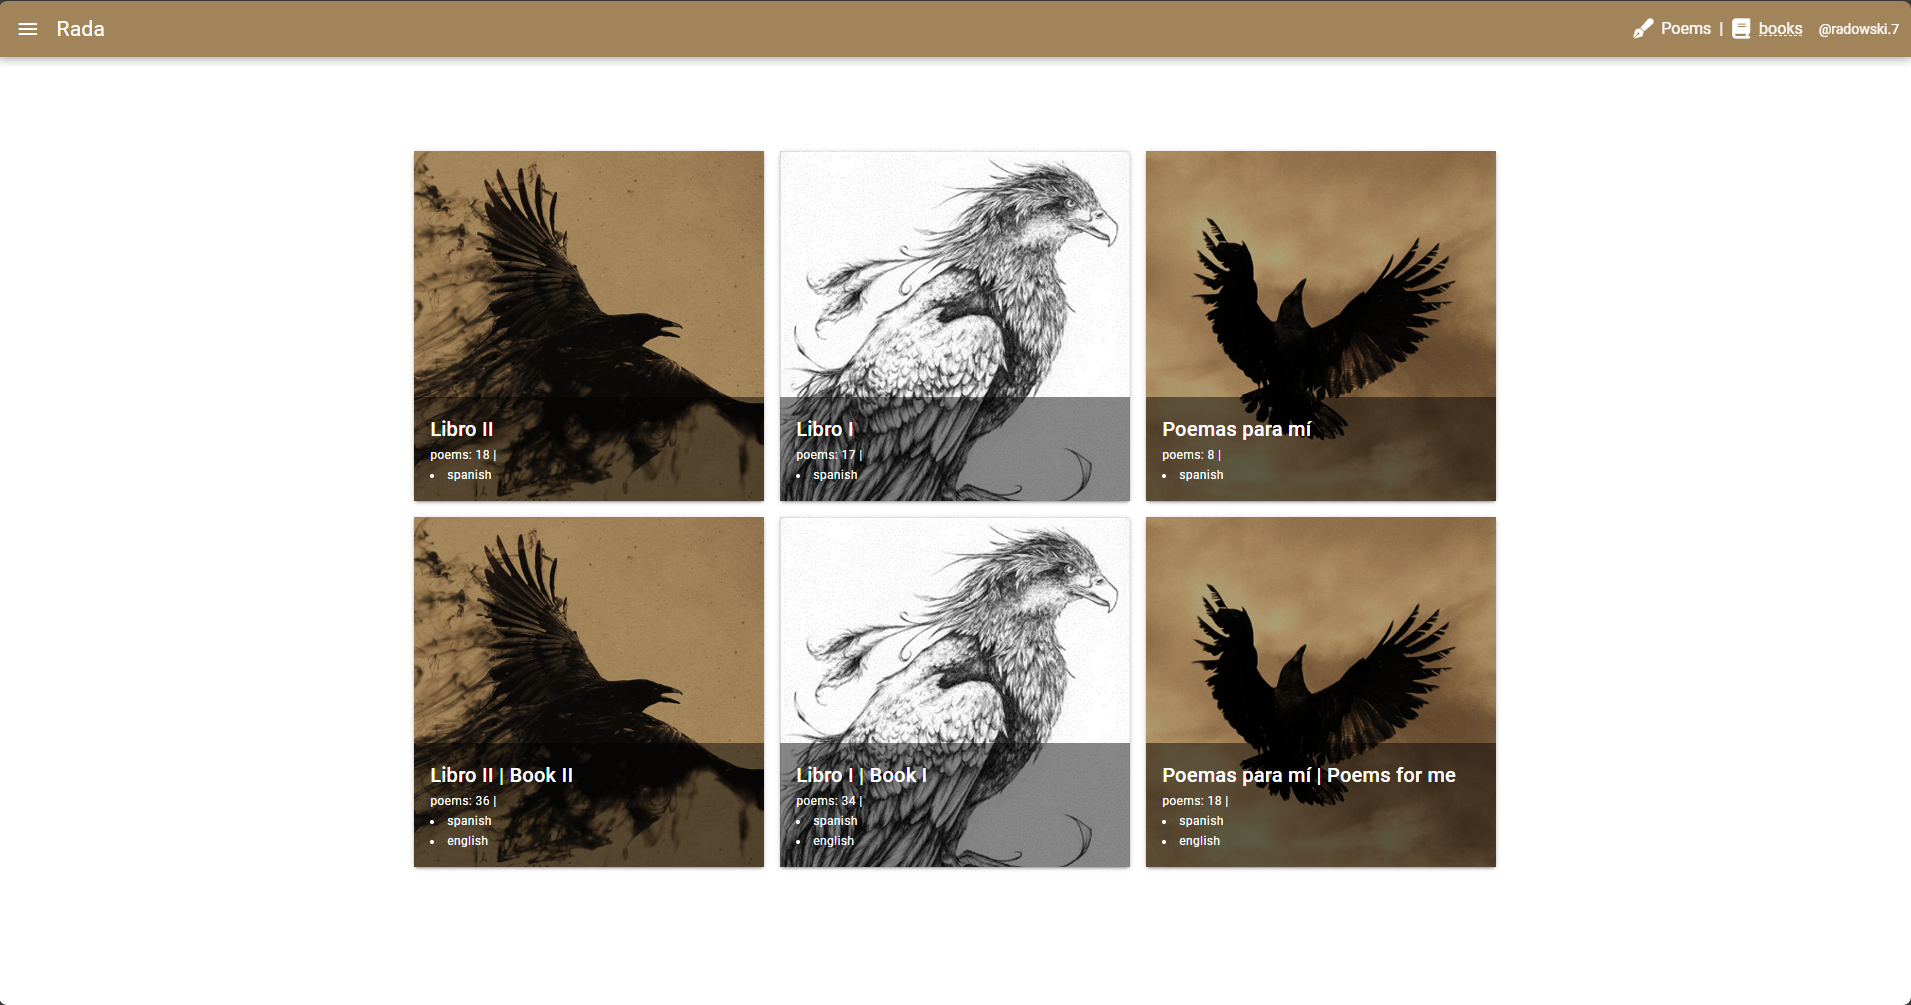 Rada
Poems | books @radowski.7
Libro II
poems: 18 |
• spanish
Libro I
poems: 17 |
• spanish
Poemas para mí
poems: 8 |
• spanish
Libro II | Book II
poems: 36 |
• spanish
• english
Libro I | Book I
poems: 34 |
• spanish
• english
Poemas para mí | Poems for me
poems: 18 |
• spanish
• english